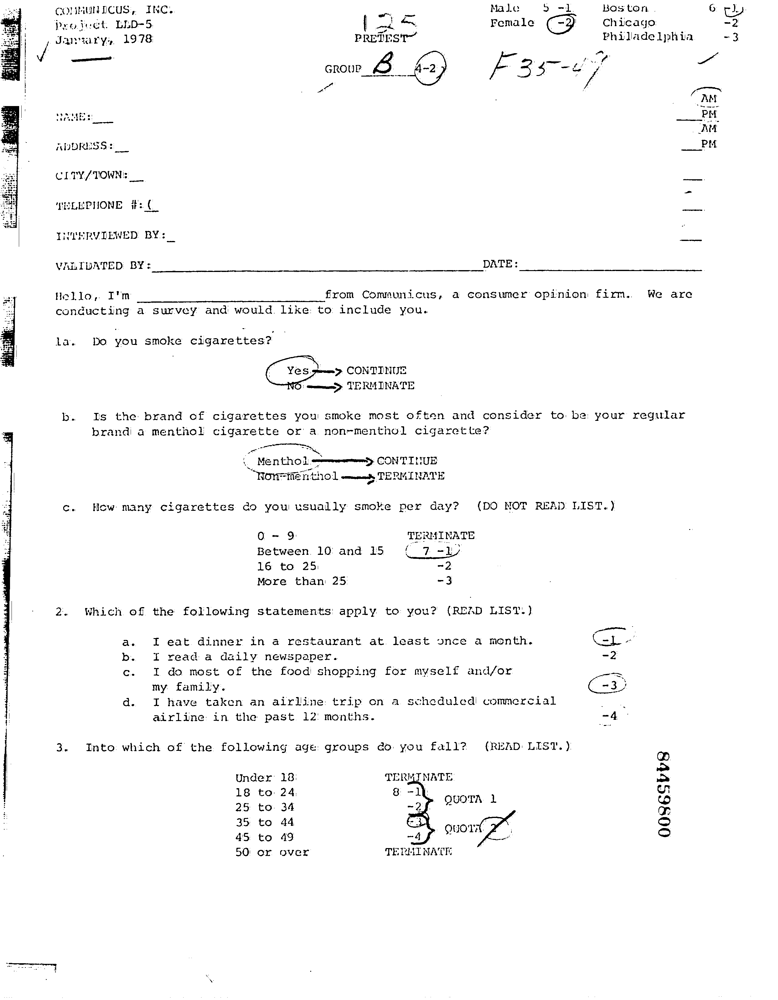 COMMUNICUS, INC.
Project LLD-5
January, 1978
125
PRETEST
GROUP B 4-2
Male 5 -1
Female -2
Boston 6 -1
Chicago -2
Philadelphia -3
F 35-49
AM
NAME: PM
AM
ADDRESS: PM
CITY/TOWN:
TELEPHONE #: (
INTERVIEWED BY:
VALIDATED BY: DATE:
Hello, I'm from Communicus, a consumer opinion firm. We are
conducting a survey and would like to include you.
1a. Do you smoke cigarettes?
Yes CONTINUE
No TERMINATE
b. Is the brand of cigarettes you smoke most often and consider to be your regular
brand a menthol cigarette or a non-menthol cigarette?
Menthol CONTINUE
Non-menthol TERMINATE
c. How many cigarettes do you usually smoke per day? (DO NOT READ LIST.)
0 - 9 TERMINATE
Between 10 and 15 7 -1
16 to 25 -2
More than 25 -3
2. Which of the following statements apply to you? (READ LIST.)
a. I eat dinner in a restaurant at least once a month. -1
b. I read a daily newspaper. -2
c. I do most of the food shopping for myself and/or
my family. -3
d. I have taken an airline trip on a scheduled commercial
airline in the past 12 months. -4
3. Into which of the following age groups do you fall? (READ LIST.)
Under 18 TERMINATE
18 to 24 8 -1
QUOTA 1
25 to 34 -2
35 to 44 -3
QUOTA 2
45 to 49 -4
50 or over TERMINATE
84459800